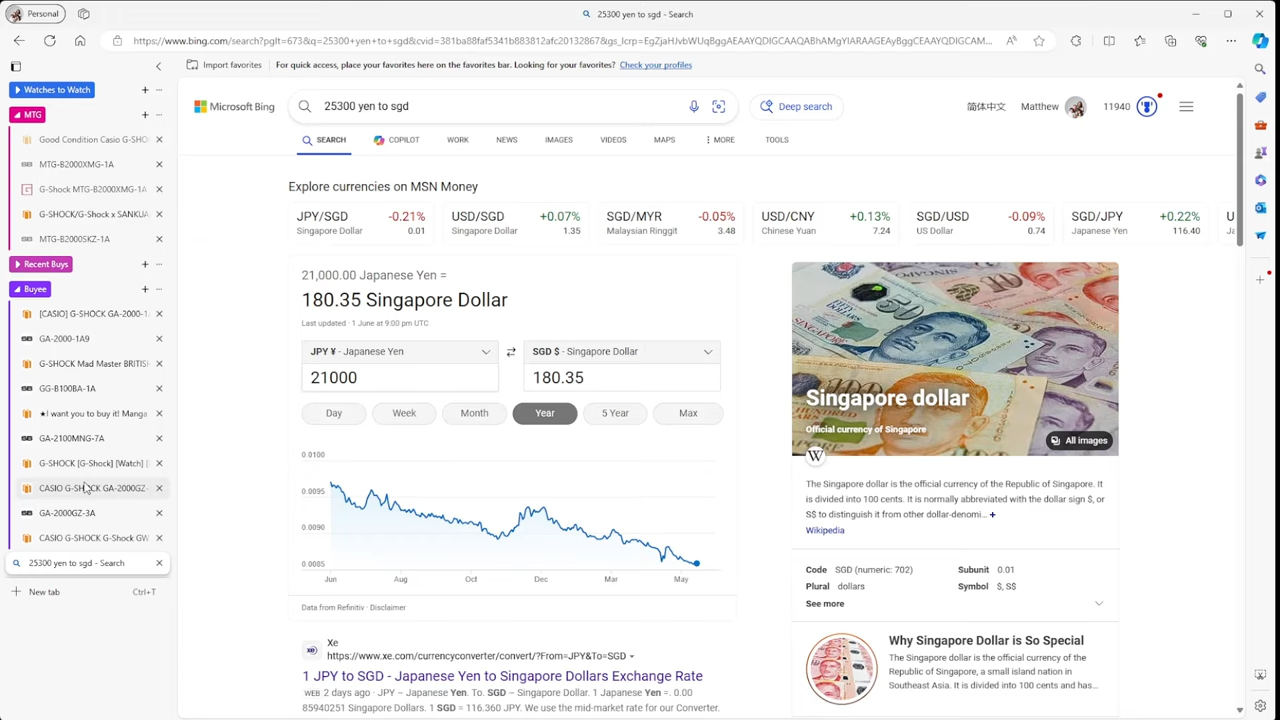 Personal
25300 yen to sgd - Search
https://www.bing.com/search?pglt=673&q=25300+yen+to+sgd&cvid=381ba88faf5341b883812afc20132867&gs_lcrp=EgZjaHJvbWUqBggAEAAYQDIGCAAQABhAMgYIARAAGEAyBggCEAAYQDIGCAM...
Import favorites
For quick access, place your favorites here on the favorites bar. Looking for your favorites? Check your profiles
Watches to Watch
MTG
Good Condition Casio G-SHO
MTG-B2000XMG-1A
G-Shock MTG-B2000XMG-1A
G-SHOCK/G-Shock x SANKUA
MTG-B2000SKZ-1A
Recent Buys
Buyee
[CASIO] G-SHOCK GA-2000-1
GA-2000-1A9
G-SHOCK Mad Master BRITISH
GG-B100BA-1A
★I want you to buy it! Manga
GA-2100MNG-7A
G-SHOCK [G-Shock] [Watch] [
CASIO G-SHOCK GA-2000GZ-
GA-2000GZ-3A
CASIO G-SHOCK G-Shock GW
25300 yen to sgd - Search
New tab
Ctrl+T
Microsoft Bing
25300 yen to sgd
Deep search
简体中文
Matthew
11940
SEARCH
COPILOT
WORK
NEWS
IMAGES
VIDEOS
MAPS
MORE
TOOLS
Explore currencies on MSN Money
JPY/SGD -0.21%
Singapore Dollar 0.01
USD/SGD +0.07%
Singapore Dollar 1.35
SGD/MYR -0.05%
Malaysian Ringgit 3.48
USD/CNY +0.13%
Chinese Yuan 7.24
SGD/USD -0.09%
US Dollar 0.74
SGD/JPY +0.22%
Japanese Yen 116.40
21,000.00 Japanese Yen =
180.35 Singapore Dollar
Last updated · 1 June at 9:00 pm UTC
JPY ¥ - Japanese Yen
SGD $ - Singapore Dollar
21000
180.35
Day
Week
Month
Year
5 Year
Max
0.0100
0.0095
0.0090
0.0085
Jun
Aug
Oct
Dec
Mar
May
Data from Refinitiv · Disclaimer
Xe
https://www.xe.com/currencyconverter/convert/?From=JPY&To=SGD
1 JPY to SGD - Japanese Yen to Singapore Dollars Exchange Rate
WEB 2 days ago · JPY – Japanese Yen. To. SGD – Singapore Dollar. 1 Japanese Yen =. 0.00
85940251 Singapore Dollars. 1 SGD = 116.360 JPY. We use the mid-market rate for our Converter.
Singapore dollar
Official currency of Singapore
All images
W
The Singapore dollar is the official currency of the Republic of Singapore. It
is divided into 100 cents. It is normally abbreviated with the dollar sign $, or
S$ to distinguish it from other dollar-denomi... +
Wikipedia
Code SGD (numeric: 702)
Subunit 0.01
Plural dollars
Symbol $, S$
See more
Why Singapore Dollar is So Special
The Singapore dollar is the official currency of the
Republic of Singapore, a small island nation in
Southeast Asia. It is divided into 100 cents and has...